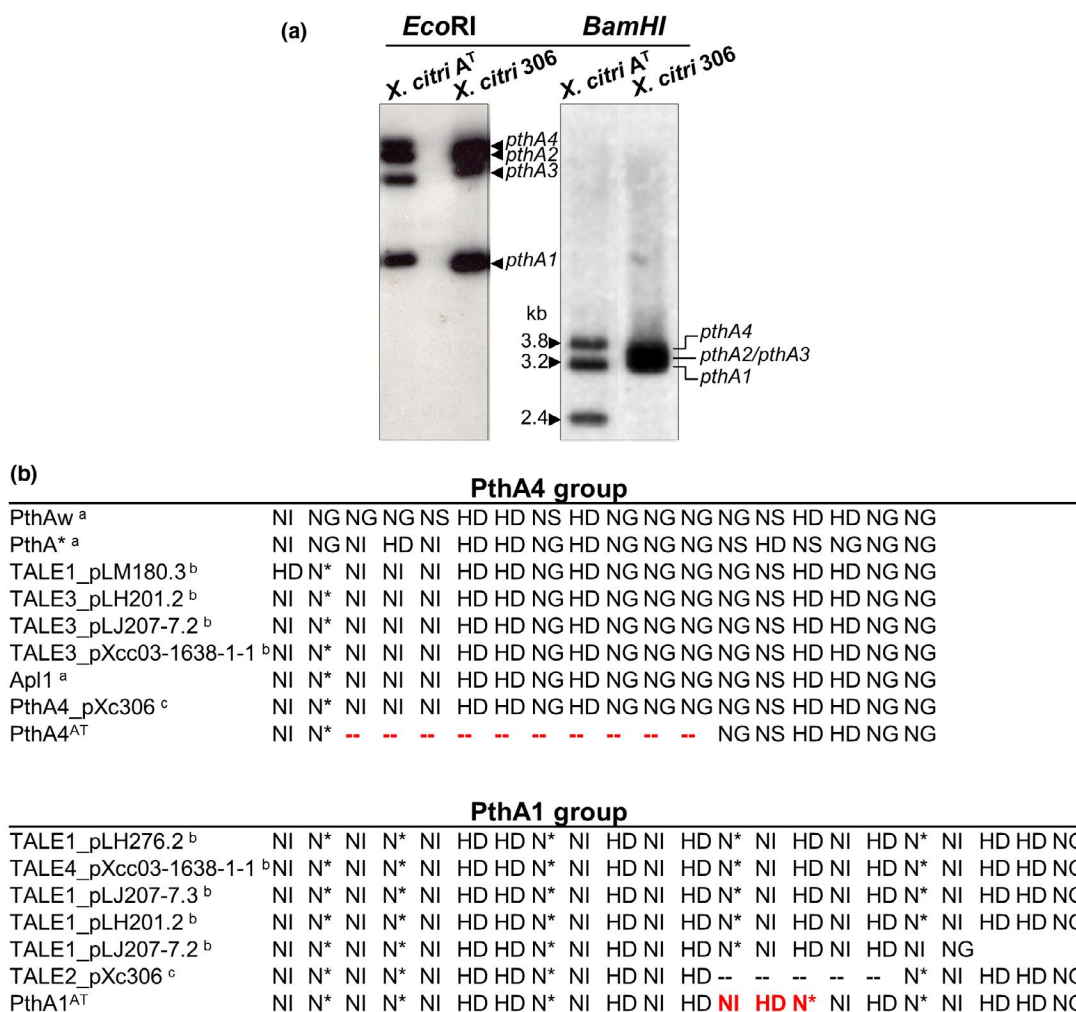 (a)
EcoRI BamHI
X. citri Aᵀ X. citri 306 X. citri Aᵀ X. citri 306
pthA4
pthA2
pthA3
pthA1
kb
3.8
3.2
2.4
pthA4
pthA2/pthA3
pthA1
(b)
PthA4 group
PthAw ᵃ NI NG NG NG NS HD HD NS HD NG NG NG NG NS HD HD NG NG
PthA* ᵃ NI NG NI HD NI HD HD NG HD NG NG NG NS HD NS NG NG NG
TALE1_pLM180.3 ᵇ HD N* NI NI NI HD HD NG HD NG NG NG NG NS HD HD NG NG
TALE3_pLH201.2 ᵇ NI N* NI NI NI HD HD NG HD NG NG NG NG NS HD HD NG NG
TALE3_pLJ207-7.2 ᵇ NI N* NI NI NI HD HD NG HD NG NG NG NG NS HD HD NG NG
TALE3_pXcc03-1638-1-1 ᵇ NI N* NI NI NI HD HD NG HD NG NG NG NG NS HD HD NG NG
Apl1 ᵃ NI N* NI NI NI HD HD NG HD NG NG NG NG NS HD HD NG NG
PthA4_pXc306 ᶜ NI N* NI NI NI HD HD NG HD NG NG NG NG NS HD HD NG NG
PthA4ᴬᵀ NI N* -- -- -- -- -- -- -- -- -- -- NG NS HD HD NG NG
PthA1 group
TALE1_pLH276.2 ᵇ NI N* NI N* NI HD HD N* NI HD NI HD N* NI HD NI HD N* NI HD HD NG
TALE4_pXcc03-1638-1-1 ᵇ NI N* NI N* NI HD HD N* NI HD NI HD N* NI HD NI HD N* NI HD HD NG
TALE1_pLJ207-7.3 ᵇ NI N* NI N* NI HD HD N* NI HD NI HD N* NI HD NI HD N* NI HD HD NG
TALE1_pLH201.2 ᵇ NI N* NI N* NI HD HD N* NI HD NI HD N* NI HD NI HD N* NI HD HD NG
TALE1_pLJ207-7.2 ᵇ NI N* NI N* NI HD HD N* NI HD NI HD N* NI HD NI HD NI NG
TALE2_pXc306 ᶜ NI N* NI N* NI HD HD N* NI HD NI HD -- -- -- -- -- N* NI HD HD NG
PthA1ᴬᵀ NI N* NI N* NI HD HD N* NI HD NI HD NI HD N* NI HD N* NI HD HD NG